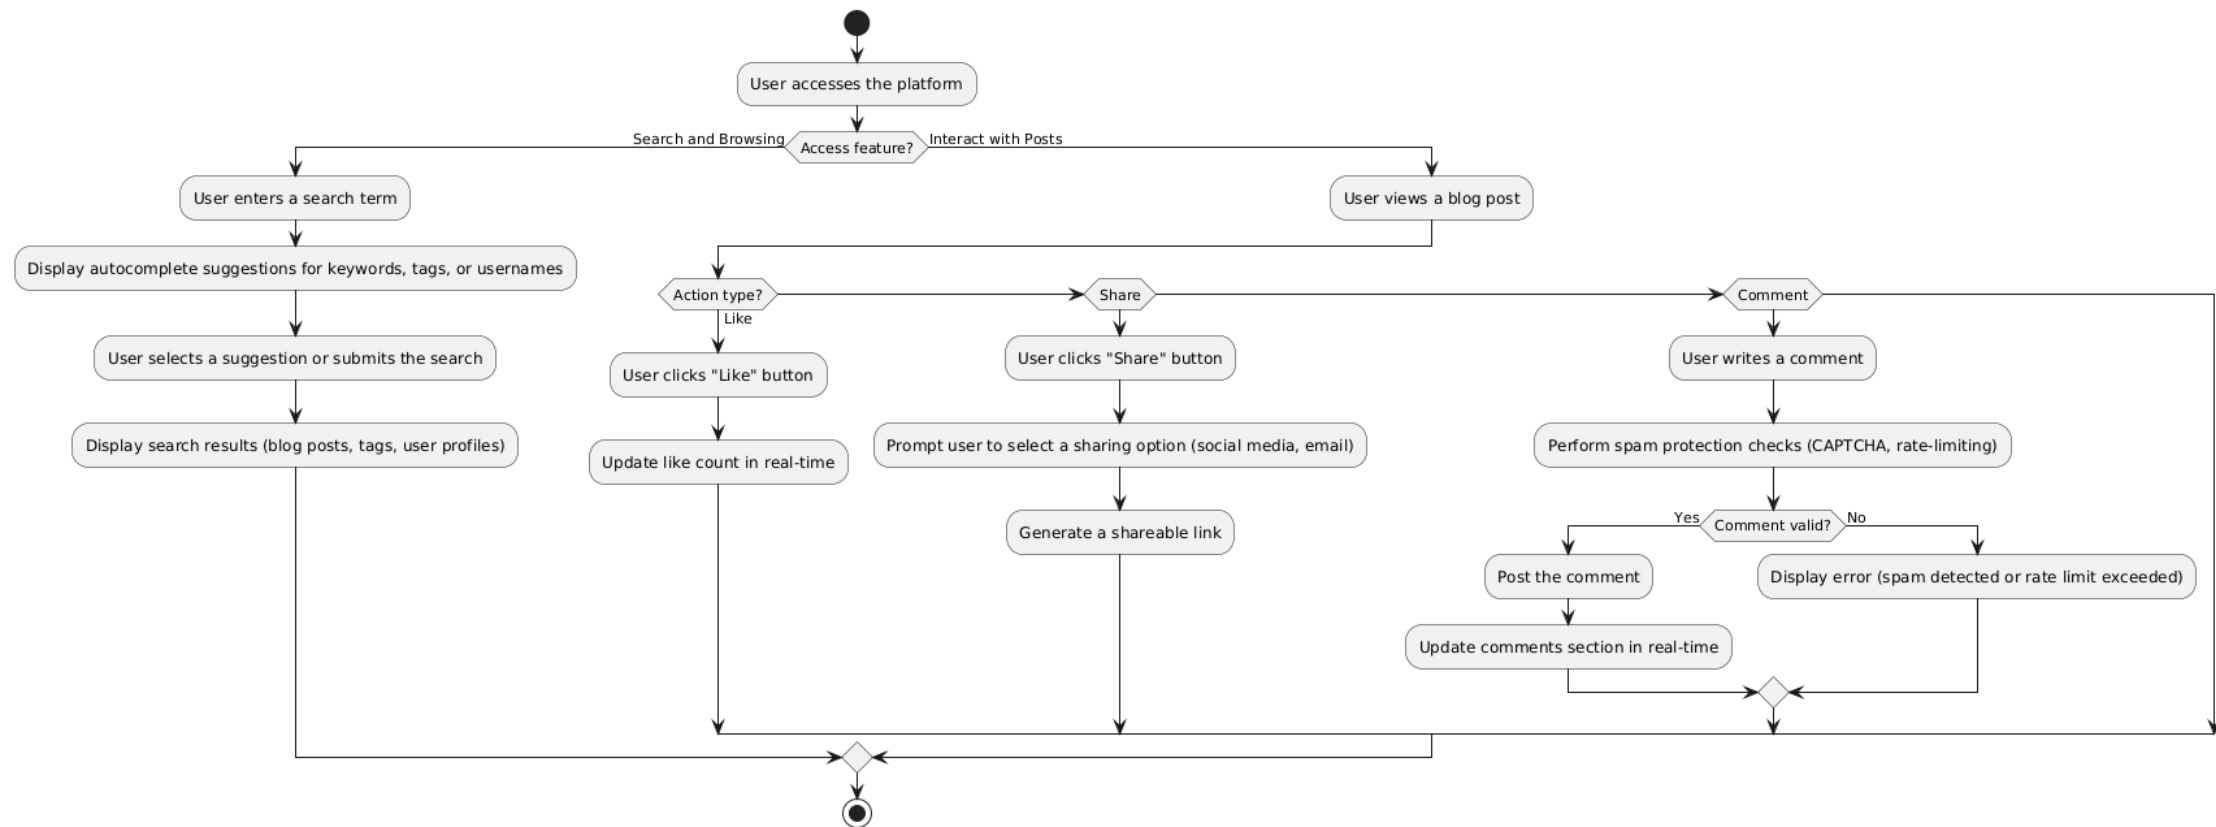 User accesses the platform
Search and Browsing
Access feature?
Interact with Posts
User enters a search term
Display autocomplete suggestions for keywords, tags, or usernames
User selects a suggestion or submits the search
Display search results (blog posts, tags, user profiles)
User views a blog post
Action type?
Like
User clicks "Like" button
Update like count in real-time
Share
User clicks "Share" button
Prompt user to select a sharing option (social media, email)
Generate a shareable link
Comment
User writes a comment
Perform spam protection checks (CAPTCHA, rate-limiting)
Yes
Comment valid?
No
Post the comment
Update comments section in real-time
Display error (spam detected or rate limit exceeded)